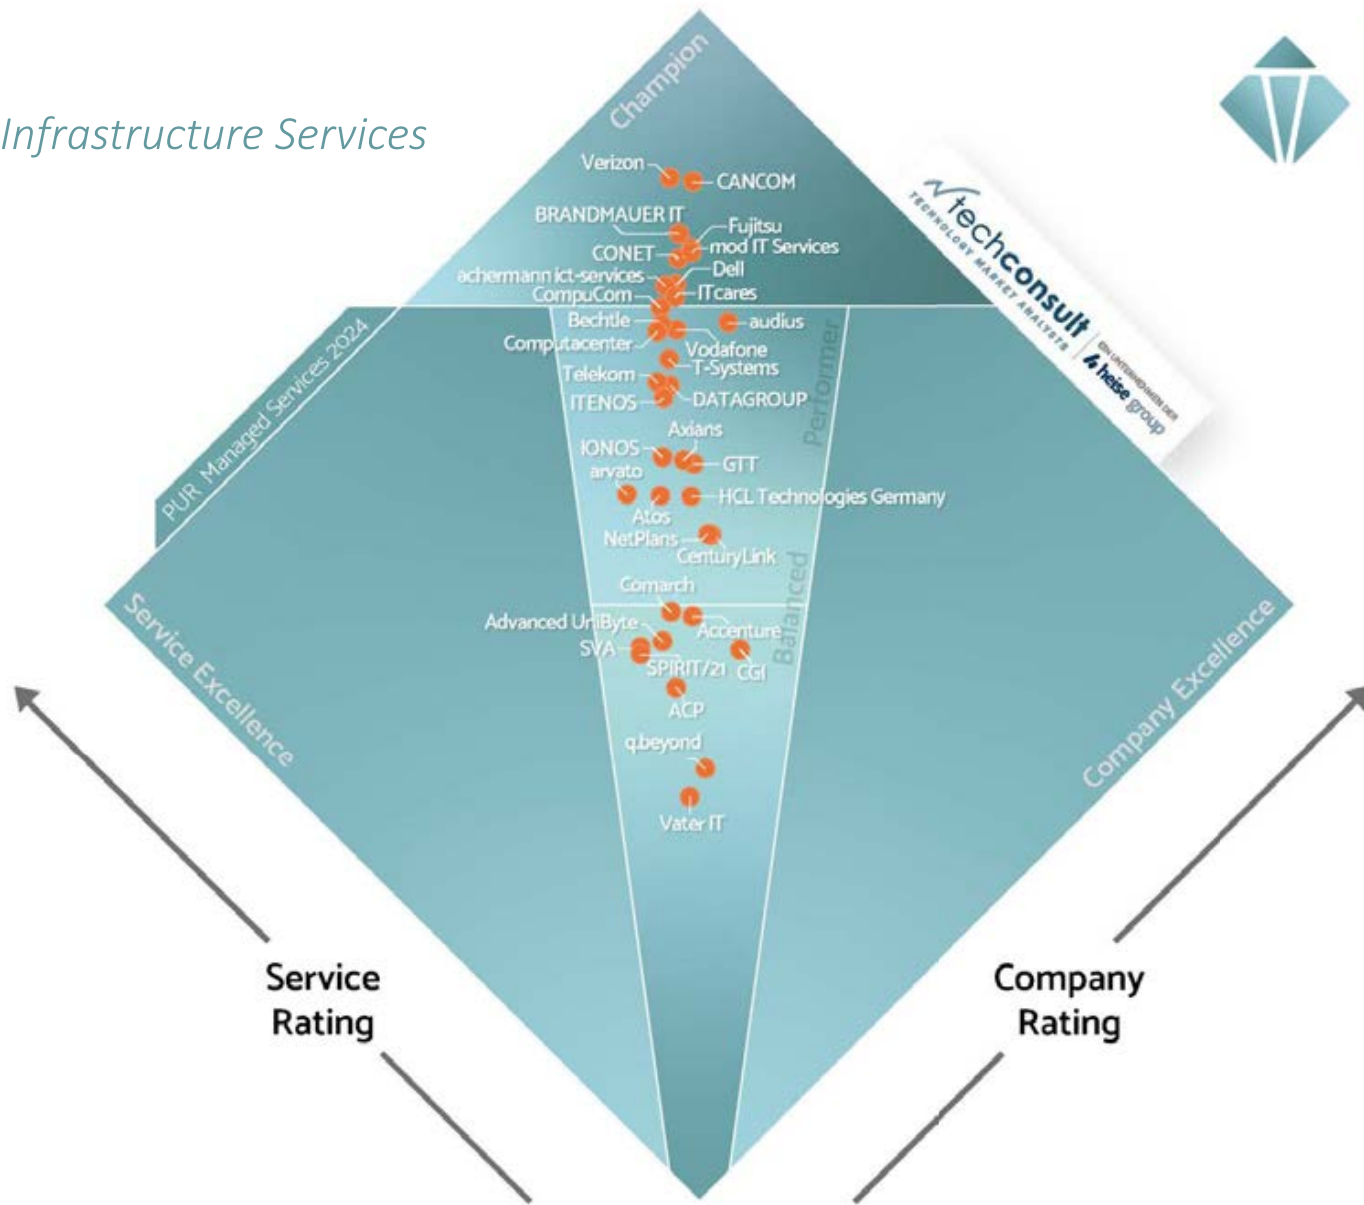 Infrastructure Services
Champion
Verizon
CANCOM
BRANDMAUER IT
Fujitsu
mod IT Services
CONET
Dell
achermann ict-services
ITcares
CompuCom
Bechtle
audius
Computacenter
Vodafone
T-Systems
Telekom
DATAGROUP
ITENOS
Performer
Axians
IONOS
GTT
arvato
HCL Technologies Germany
Atos
NetPlans
CenturyLink
Comarch
Balanced
Advanced UniByte
Accenture
SVA
SPIRIT/21
CGI
ACP
q.beyond
Vater IT
PUR Managed Services 2024
techconsult
TECHNOLOGY MARKET ANALYSTS
EIN UNTERNEHMEN DER
heise group
Service Excellence
Company Excellence
Service
Rating
Company
Rating